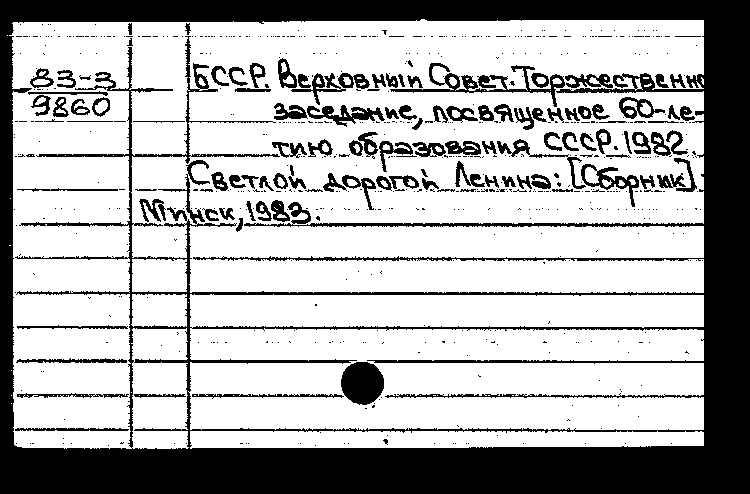 83-3
9860
БССР. Верховный Совет. Торжественно
заседание, посвященное 60-ле-
тию образования СССР. 1982.
Светлой дорогой Ленина: [Сборник]:
Минск, 1983.